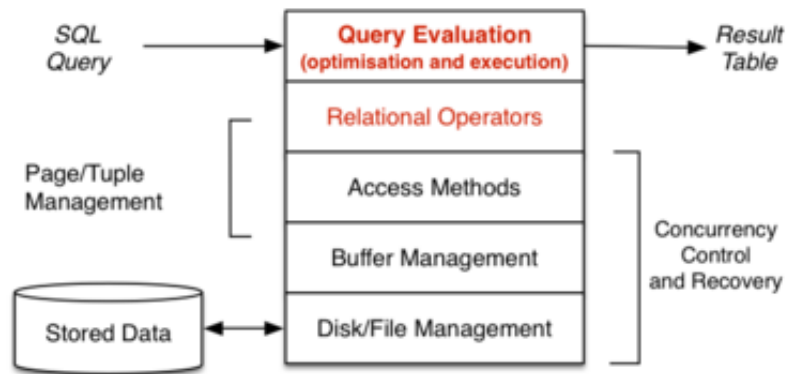 SQL
Query
Query Evaluation
(optimisation and execution)
Result
Table
Relational Operators
Page/Tuple
Management
Access Methods
Buffer Management
Concurrency
Control
and Recovery
Stored Data
Disk/File Management